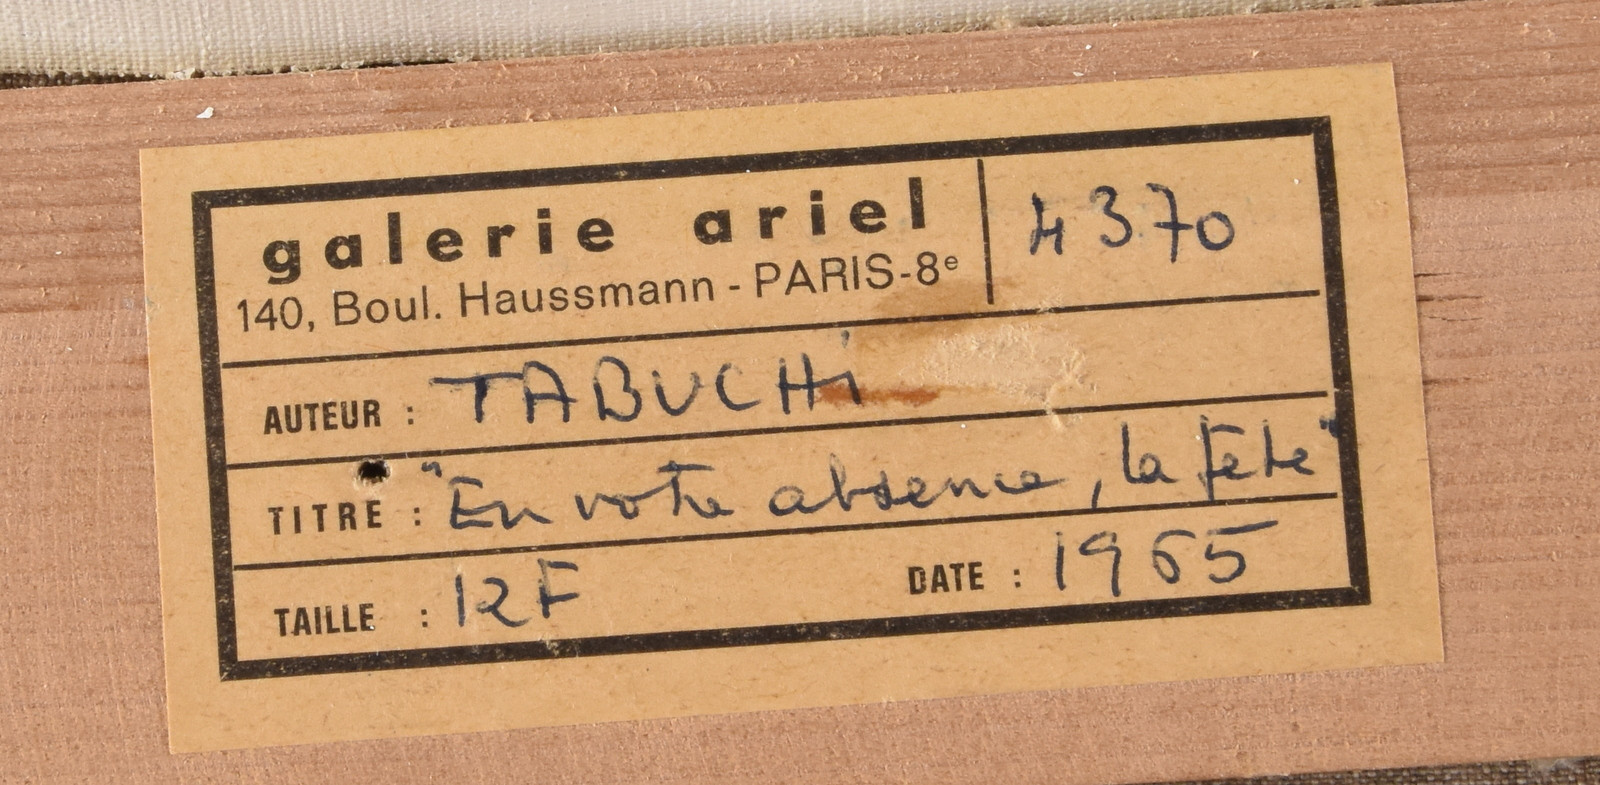 galerie ariel
4370
140, Boul. Haussmann - PARIS-8e
AUTEUR : TABUCHi
TITRE : "En votre absence, la fête"
TAILLE : 12F DATE : 1965